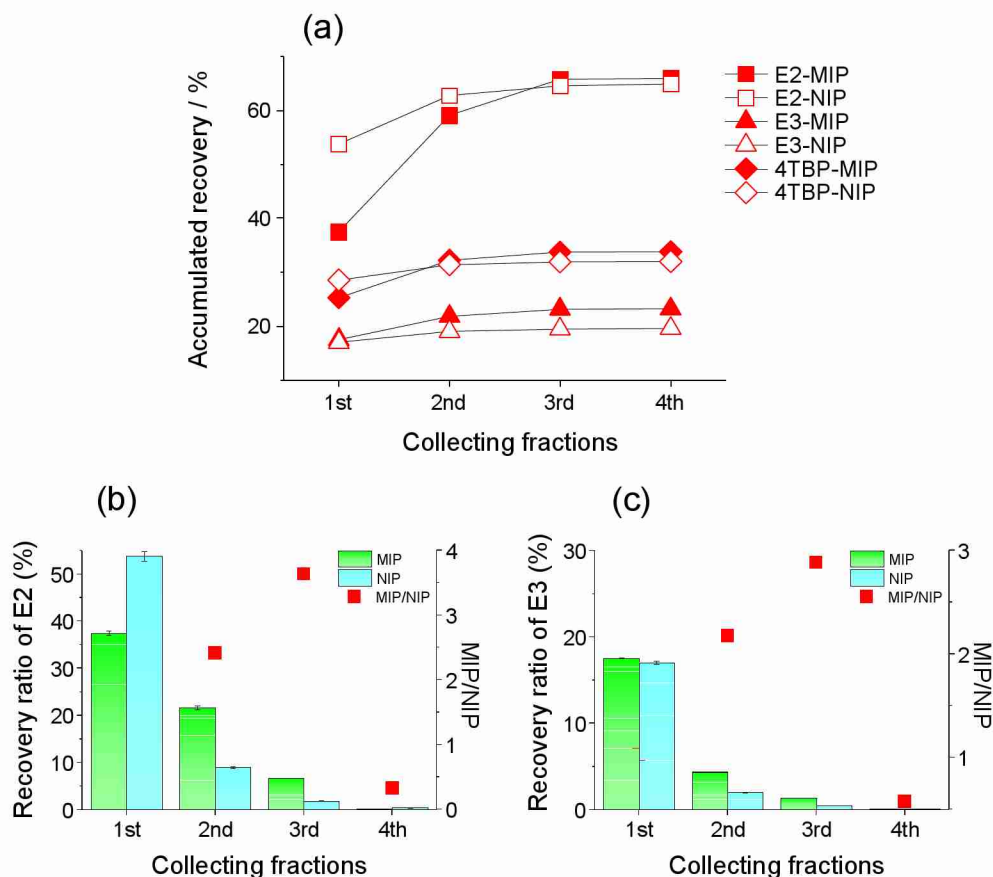 (a)
Accumulated recovery / %
60
40
20
1st 2nd 3rd 4th
Collecting fractions
E2-MIP
E2-NIP
E3-MIP
E3-NIP
4TBP-MIP
4TBP-NIP
(b)
Recovery ratio of E2 (%)
50
40
30
20
10
0
1st 2nd 3rd 4th
Collecting fractions
MIP
NIP
MIP/NIP
4
3
2
1
0
MIP/NIP
(c)
Recovery ratio of E3 (%)
30
20
10
0
1st 2nd 3rd 4th
Collecting fractions
MIP
NIP
MIP/NIP
3
2
1
MIP/NIP